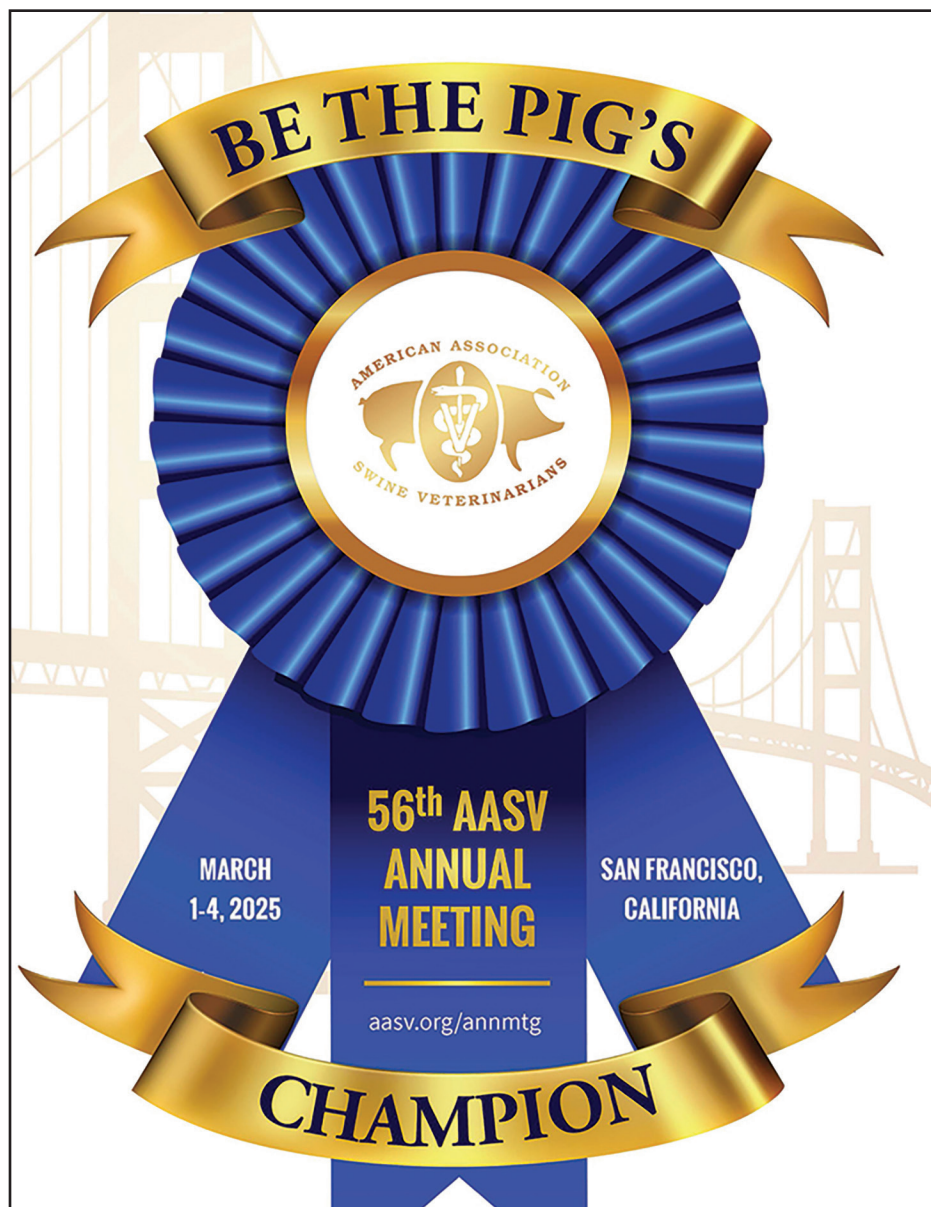 BE THE PIG'S
AMERICAN ASSOCIATION
SWINE VETERINARIANS
56th AASV
ANNUAL
MEETING
MARCH
1-4, 2025
SAN FRANCISCO,
CALIFORNIA
aasv.org/annmtg
CHAMPION